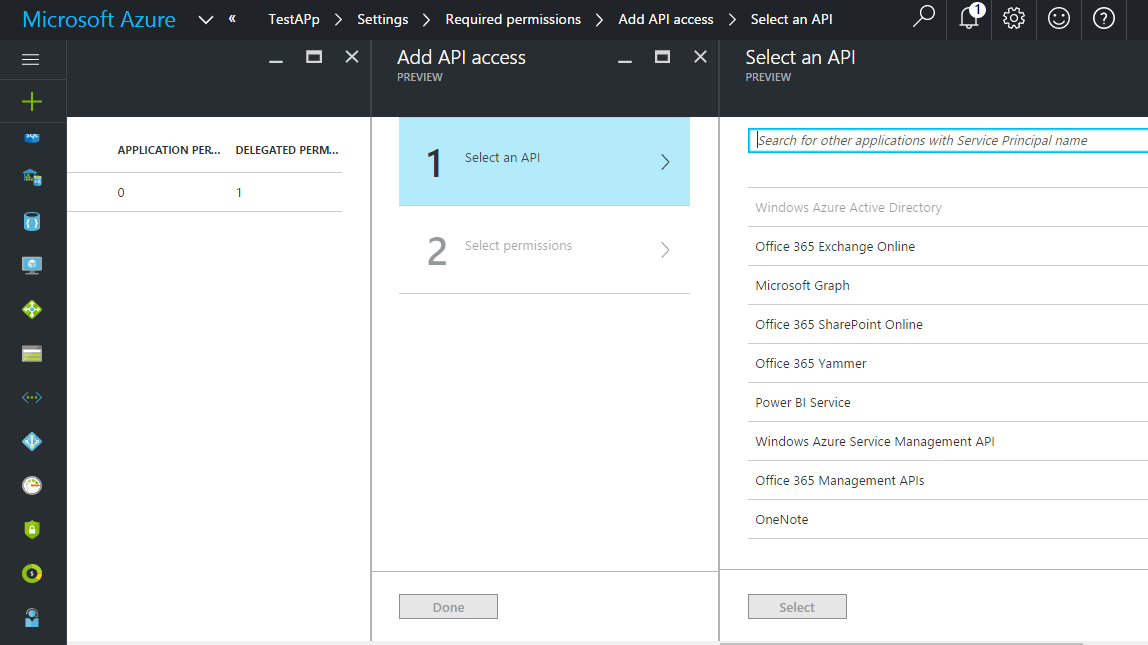 Microsoft Azure
«
TestAPp > Settings > Required permissions > Add API access > Select an API
1
Add API access
PREVIEW
Select an API
PREVIEW
APPLICATION PER... DELEGATED PERM...
0 1
1 Select an API
2 Select permissions
Done
Search for other applications with Service Principal name
Windows Azure Active Directory
Office 365 Exchange Online
Microsoft Graph
Office 365 SharePoint Online
Office 365 Yammer
Power BI Service
Windows Azure Service Management API
Office 365 Management APIs
OneNote
Select